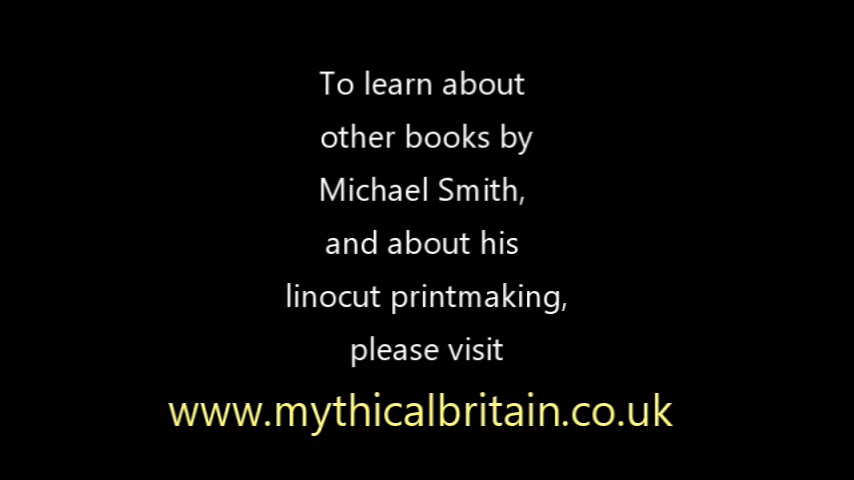 To learn about
other books by
Michael Smith,
and about his
linocut printmaking,
please visit
www.mythicalbritain.co.uk